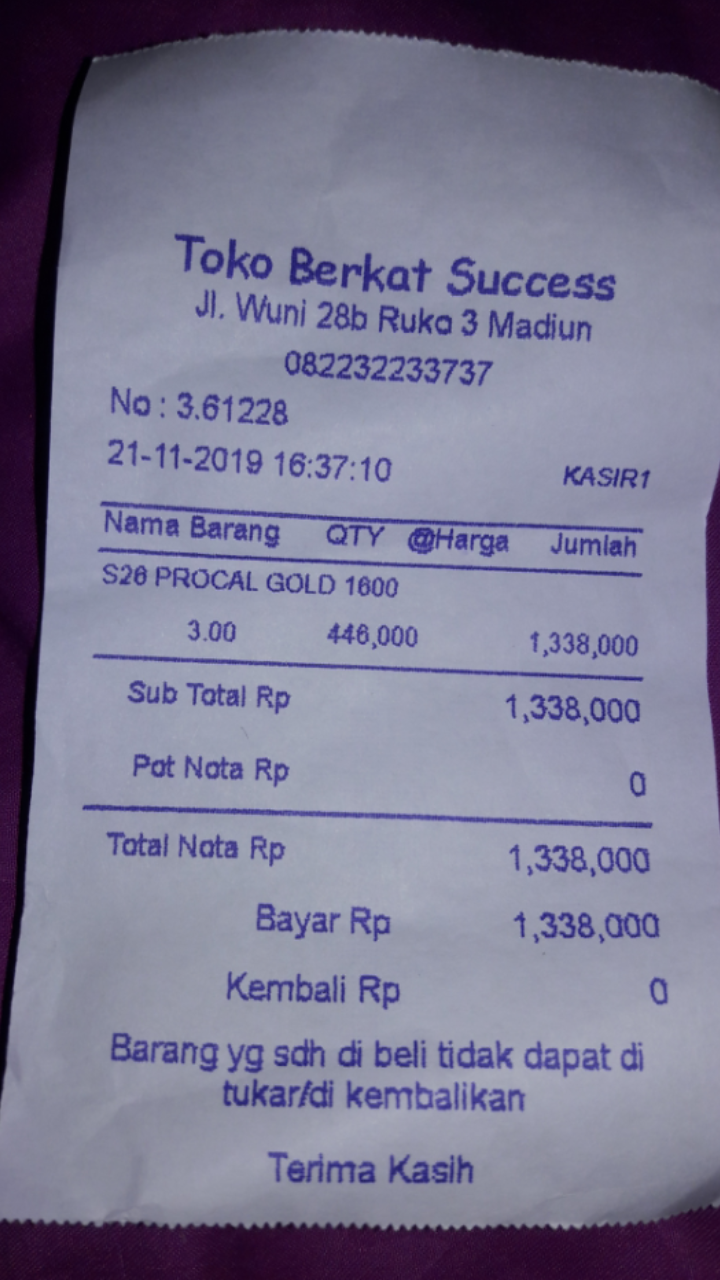 Toko Berkat Success
Jl. Wuni 28b Ruko 3 Madiun
082232233737
No : 3.61228
21-11-2019 16:37:10 KASIR1
Nama Barang QTY @Harga Jumlah
S26 PROCAL GOLD 1600
3.00 446,000 1,338,000
Sub Total Rp 1,338,000
Pot Nota Rp 0
Total Nota Rp 1,338,000
Bayar Rp 1,338,000
Kembali Rp 0
Barang yg sdh di beli tidak dapat di
tukar/di kembalikan
Terima Kasih